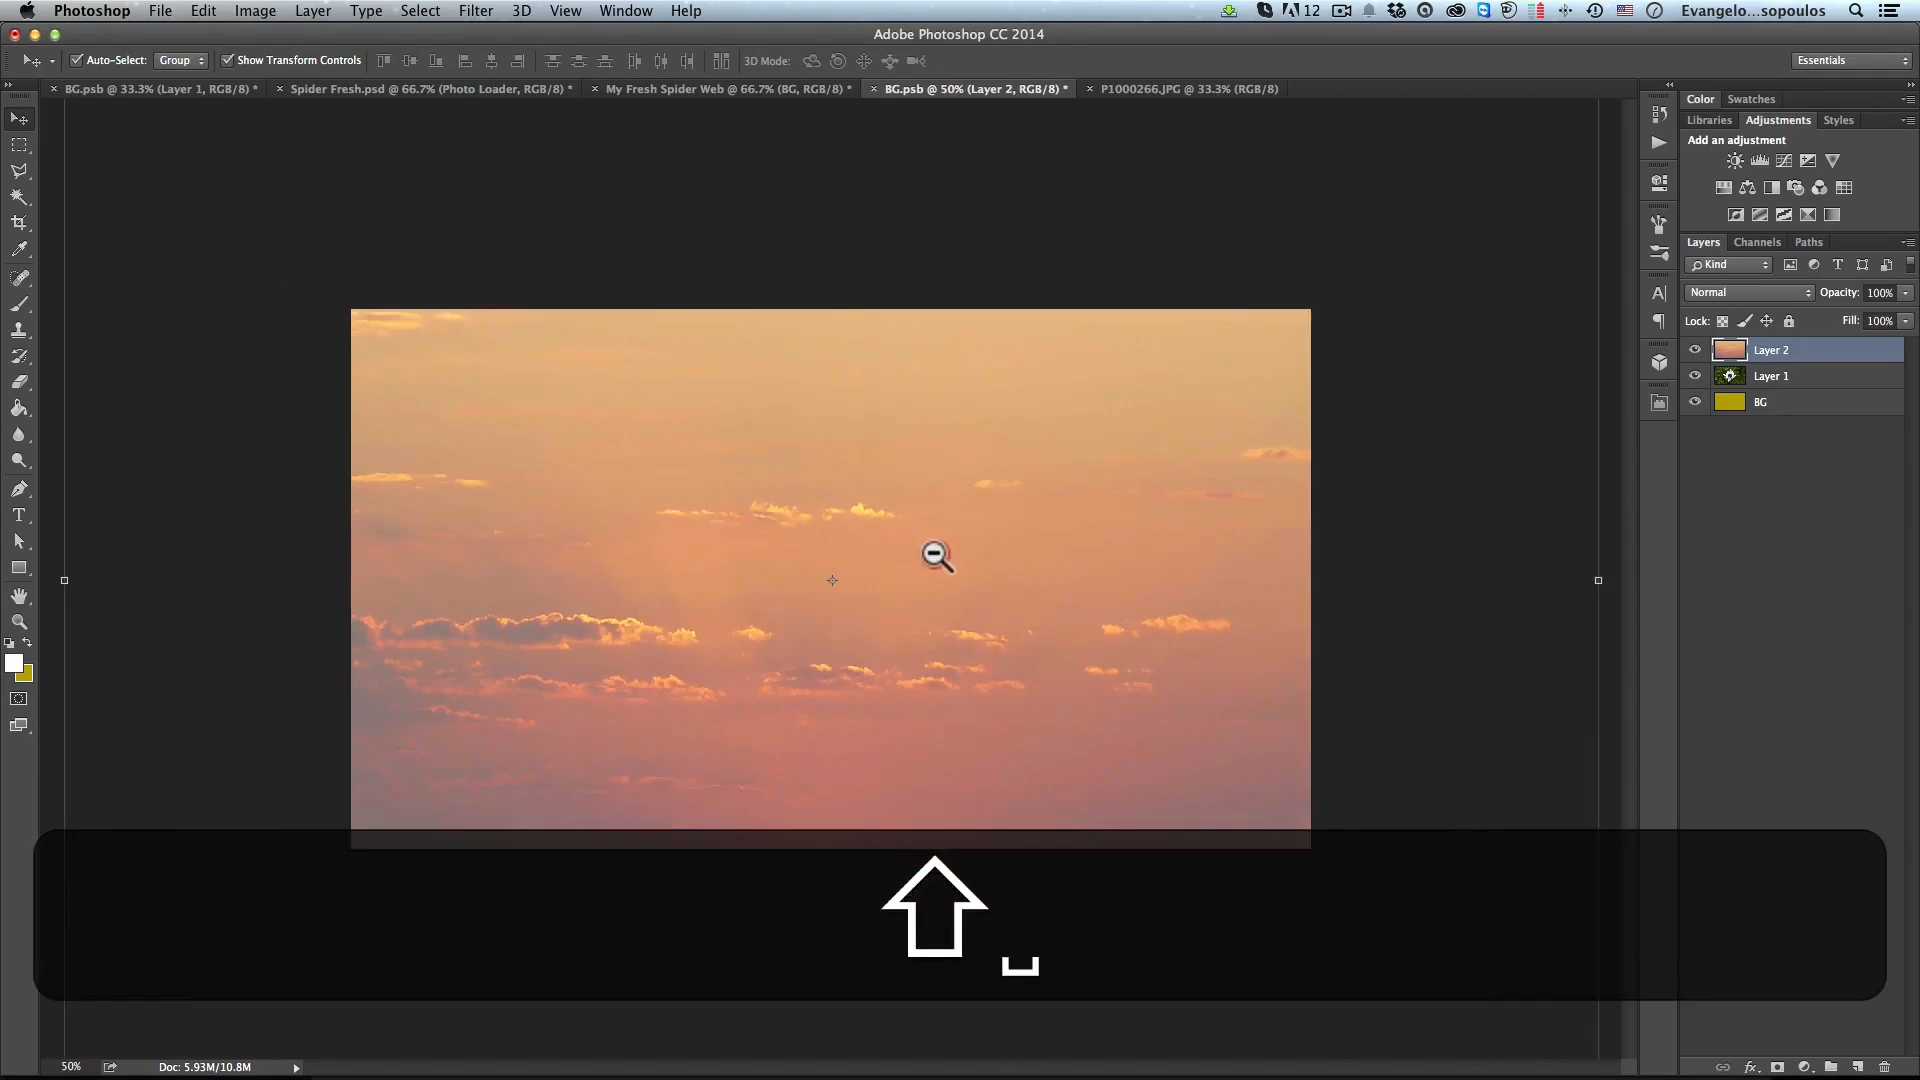 Photoshop File Edit Image Layer Type Select Filter 3D View Window Help 12 Evangelo...sopoulos
Adobe Photoshop CC 2014
Auto-Select: Group Show Transform Controls 3D Mode: Essentials
BG.psb @ 33.3% (Layer 1, RGB/8) * Spider Fresh.psd @ 66.7% (Photo Loader, RGB/8) * My Fresh Spider Web @ 66.7% (BG, RGB/8) * BG.psb @ 50% (Layer 2, RGB/8) * P1000266.JPG @ 33.3% (RGB/8)
Color Swatches
Libraries Adjustments Styles
Add an adjustment
Layers Channels Paths
Kind
Normal Opacity: 100%
Lock: Fill: 100%
Layer 2
Layer 1
BG
50% Doc: 5.93M/10.8M